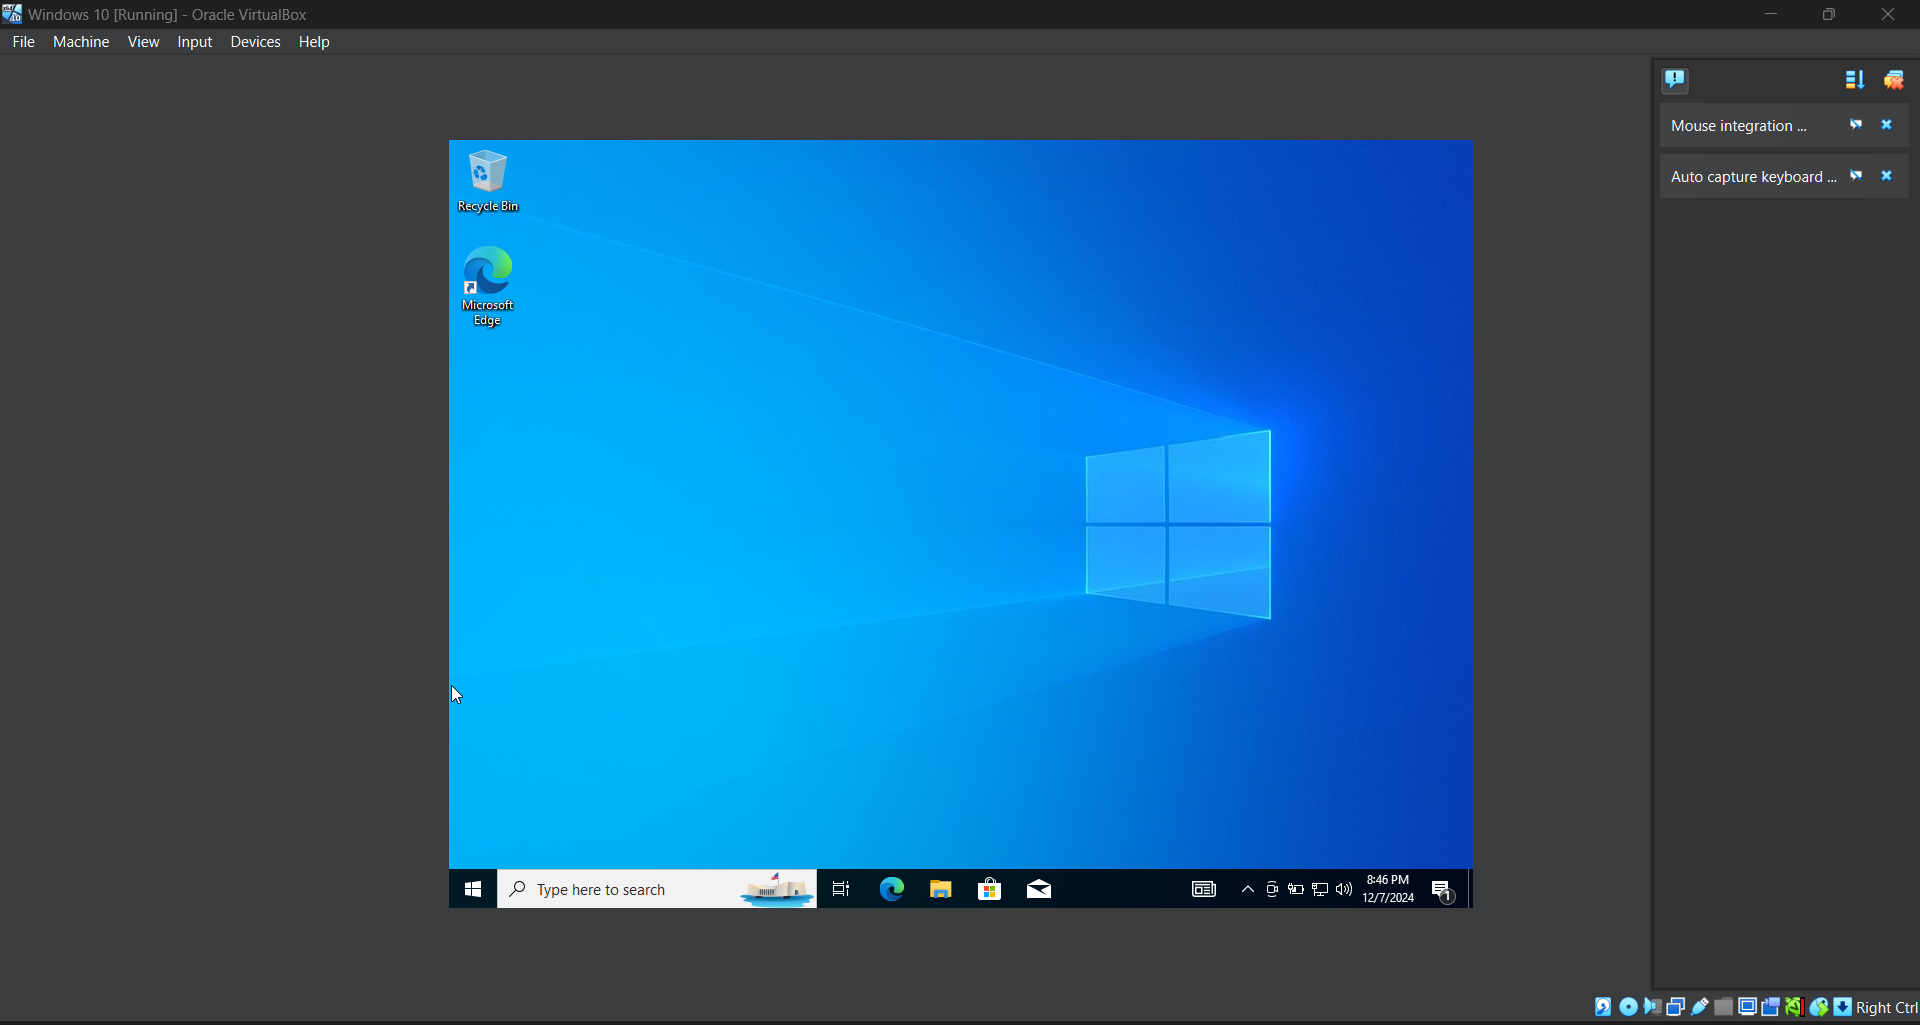 Windows 10 [Running] - Oracle VirtualBox
File Machine View Input Devices Help
Mouse integration ...
Auto capture keyboard ...
Recycle Bin
Microsoft
Edge
Type here to search
8:46 PM
12/7/2024
1
Right Ctrl